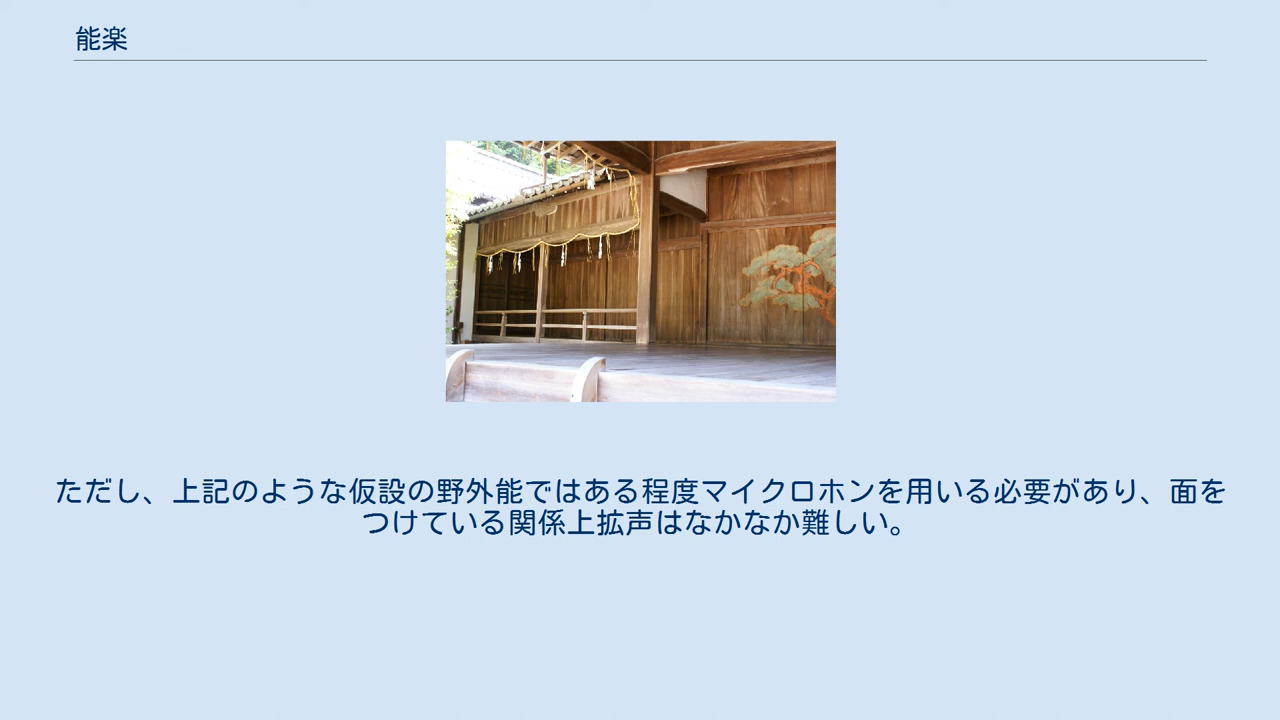 能楽
ただし、上記のような仮設の野外能ではある程度マイクロホンを用いる必要があり、面を
つけている関係上拡声はなかなか難しい。